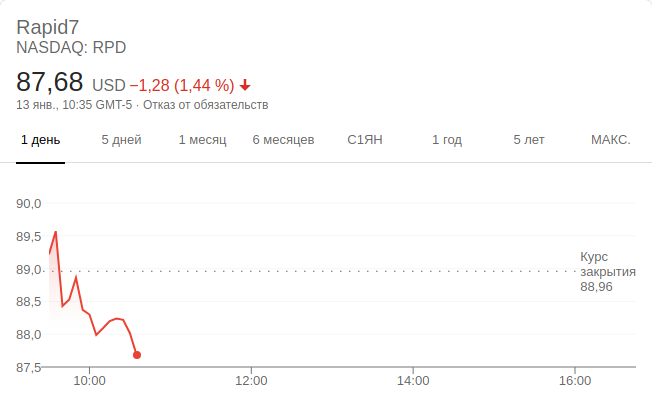 Rapid7
NASDAQ: RPD
87,68 USD −1,28 (1,44 %)
13 янв., 10:35 GMT-5 · Отказ от обязательств
1 день 5 дней 1 месяц 6 месяцев С1ЯН 1 год 5 лет МАКС.
90,0
89,5
89,0
88,5
88,0
87,5
Курс
закрытия
88,96
10:00 12:00 14:00 16:00